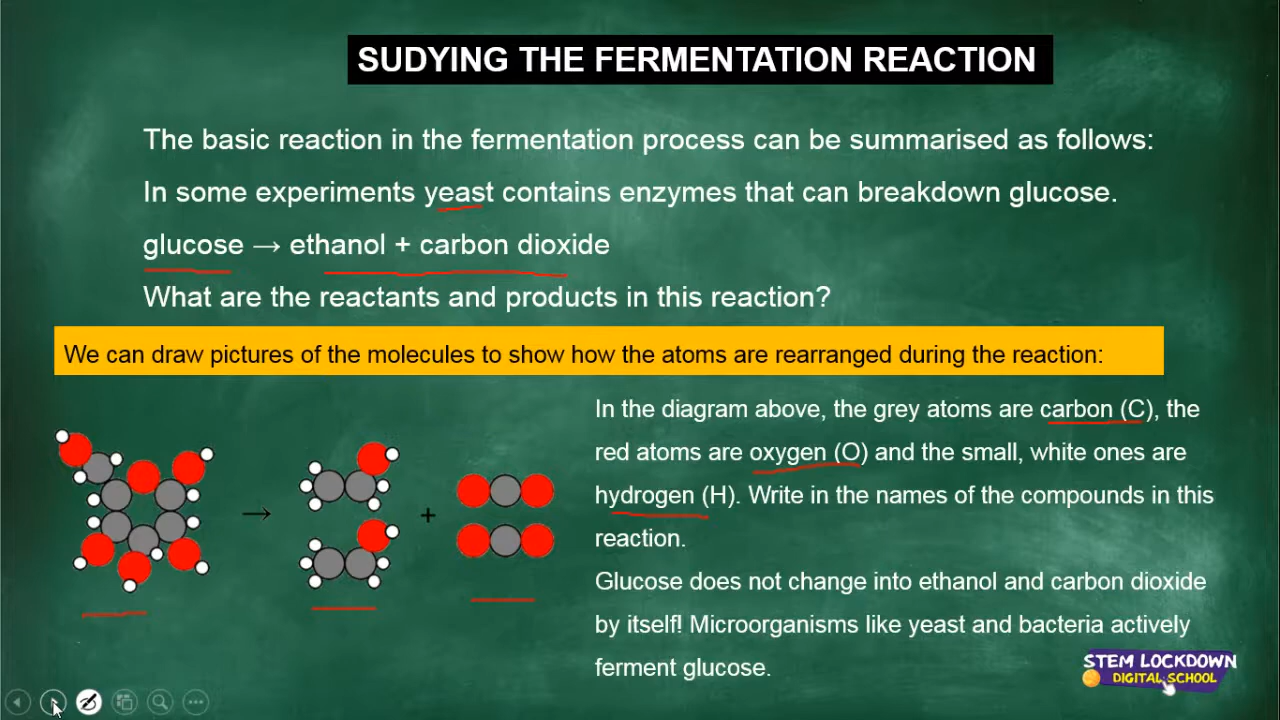 SUDYING THE FERMENTATION REACTION
The basic reaction in the fermentation process can be summarised as follows:
In some experiments yeast contains enzymes that can breakdown glucose.
glucose → ethanol + carbon dioxide
What are the reactants and products in this reaction?
We can draw pictures of the molecules to show how the atoms are rearranged during the reaction:
→ +
In the diagram above, the grey atoms are carbon (C), the
red atoms are oxygen (O) and the small, white ones are
hydrogen (H). Write in the names of the compounds in this
reaction.
Glucose does not change into ethanol and carbon dioxide
by itself! Microorganisms like yeast and bacteria actively
ferment glucose.
STEM LOCKDOWN
DIGITAL SCHOOL